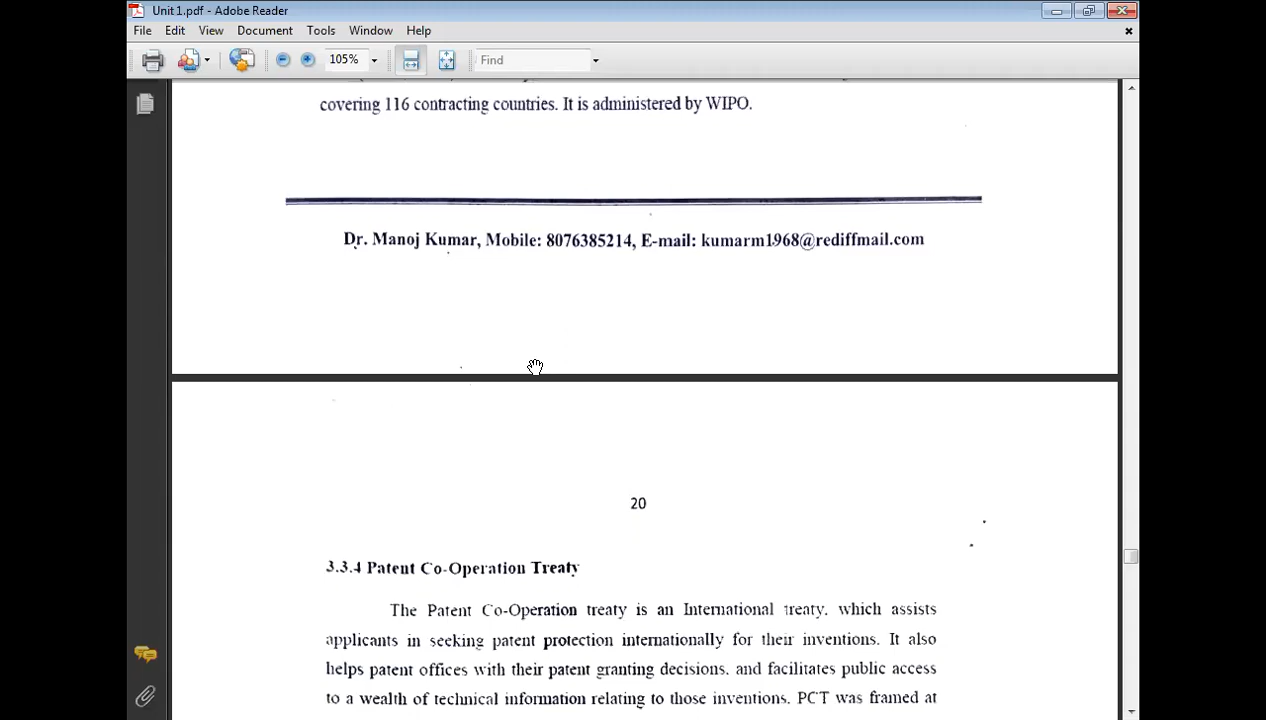 Unit 1.pdf - Adobe Reader
File Edit View Document Tools Window Help
105% Find
covering 116 contracting countries. It is administered by WIPO.
Dr. Manoj Kumar, Mobile: 8076385214, E-mail: kumarm1968@rediffmail.com
20
3.3.4 Patent Co-Operation Treaty
The Patent Co-Operation treaty is an International treaty, which assists
applicants in seeking patent protection internationally for their inventions. It also
helps patent offices with their patent granting decisions, and facilitates public access
to a wealth of technical information relating to those inventions. PCT was framed at